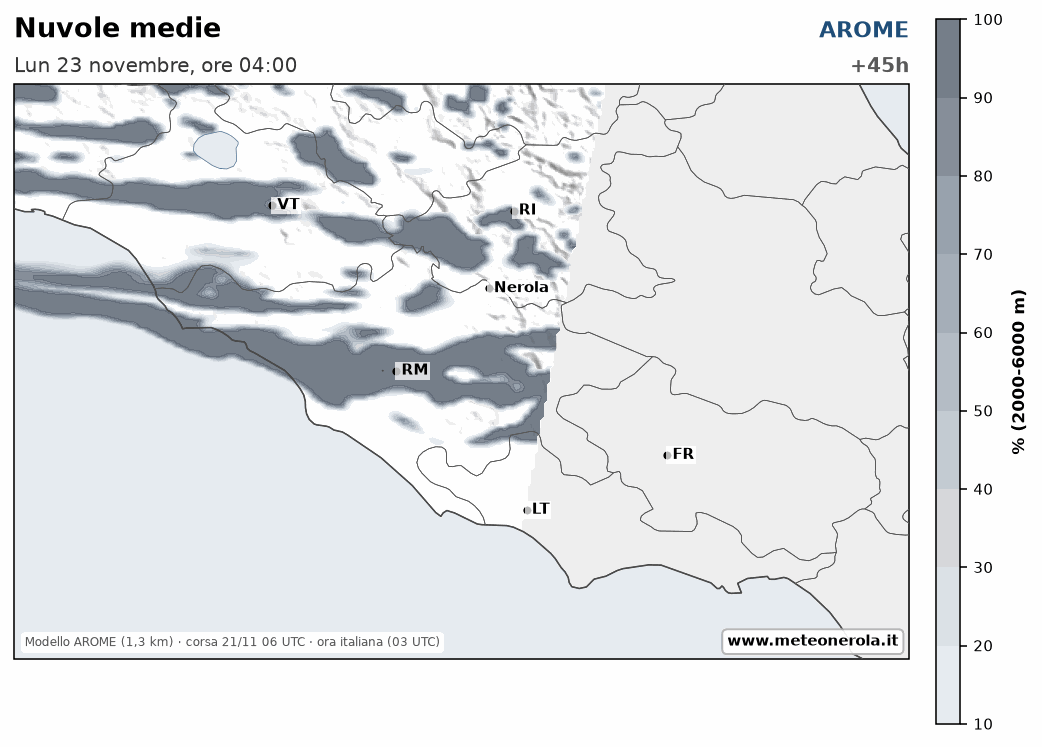 Nuvole medie
AROME
Lun 23 novembre, ore 04:00
+45h
VT
RI
Nerola
RM
FR
LT
Modello AROME (1,3 km) · corsa 21/11 06 UTC · ora italiana (03 UTC)
www.meteonerola.it
100
90
80
70
60
50
40
30
20
10
% (2000-6000 m)